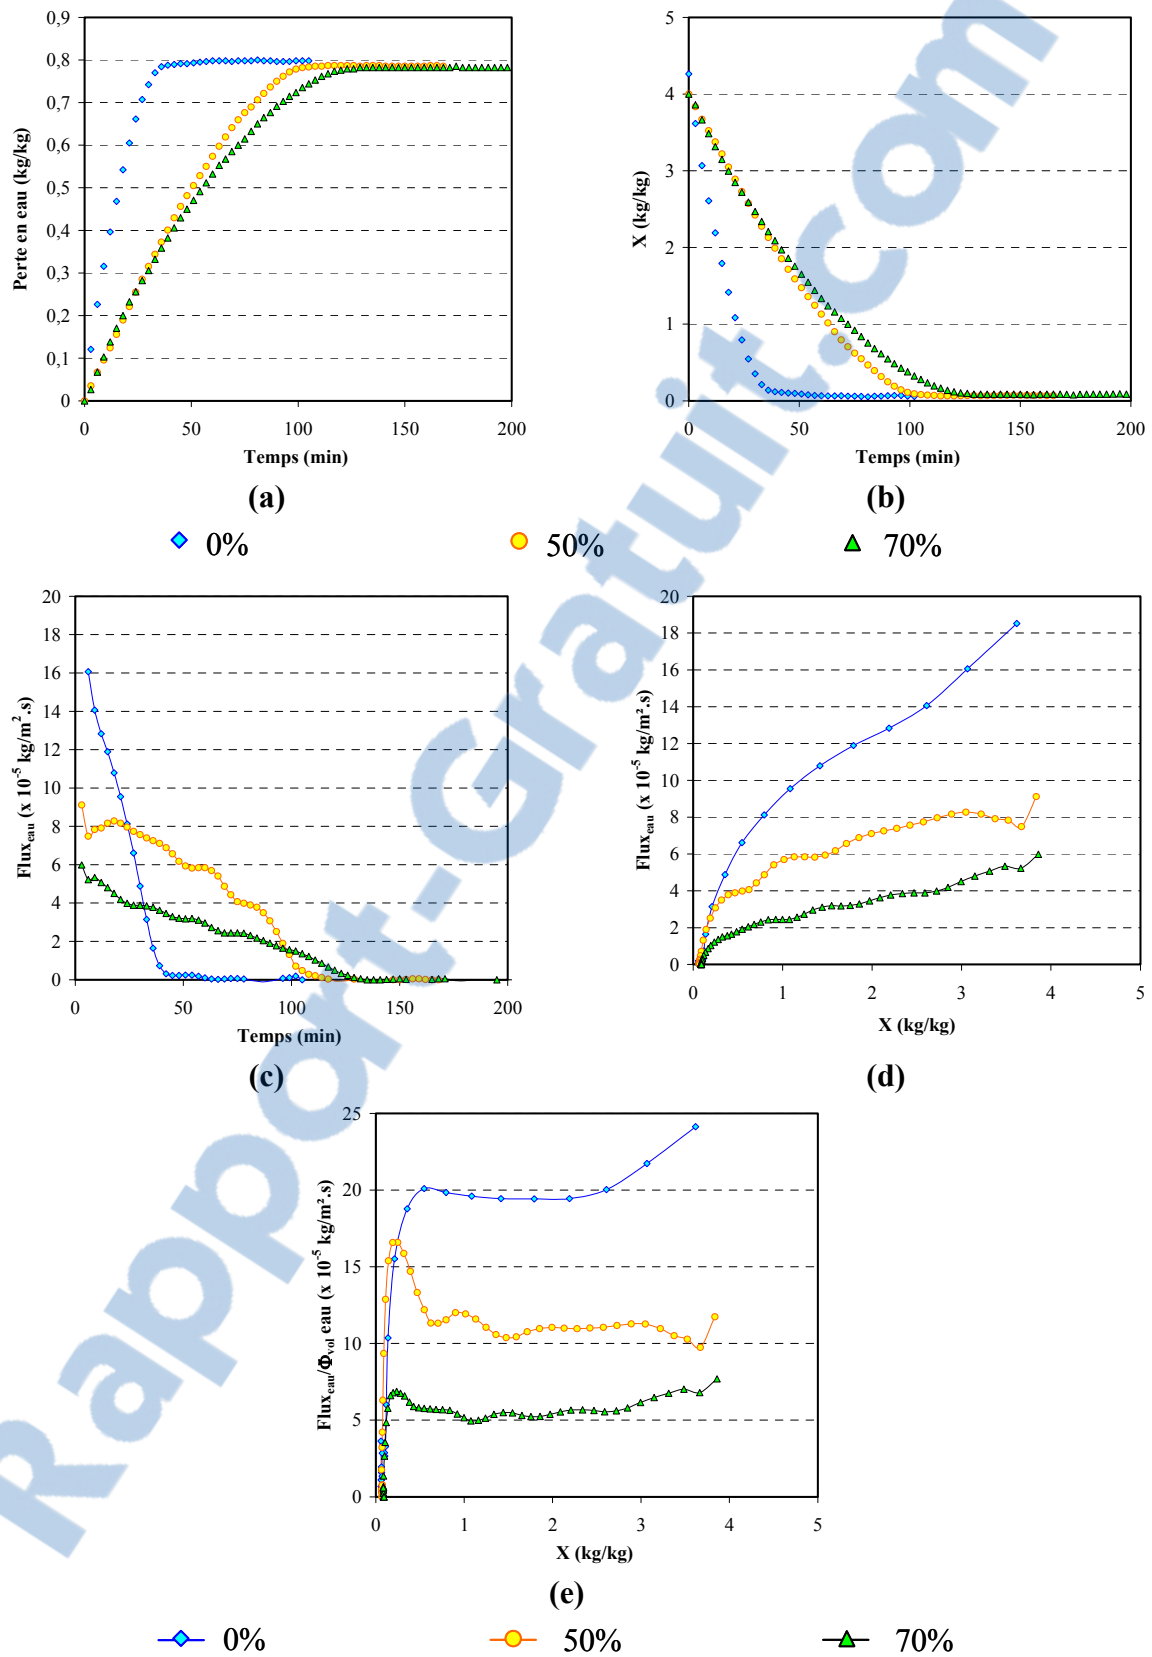 Perte en eau (kg/kg)
0,9
0,8
0,7
0,6
0,5
0,4
0,3
0,2
0,1
0
0 50 100 150 200
Temps (min)
(a)
X (kg/kg)
5
4
3
2
1
0
0 50 100 150 200
Temps (min)
(b)
0% 50% 70%
Flux_eau (x 10⁻⁵ kg/m².s)
20
18
16
14
12
10
8
6
4
2
0
0 50 100 150 200
Temps (min)
(c)
Flux_eau (x 10⁻⁵ kg/m².s)
20
18
16
14
12
10
8
6
4
2
0
0 1 2 3 4 5
X (kg/kg)
(d)
Flux_eau/Φ_vol eau (x 10⁻⁵ kg/m².s)
25
20
15
10
5
0
0 1 2 3 4 5
X (kg/kg)
(e)
0% 50% 70%
Rapport-Gratuit.com